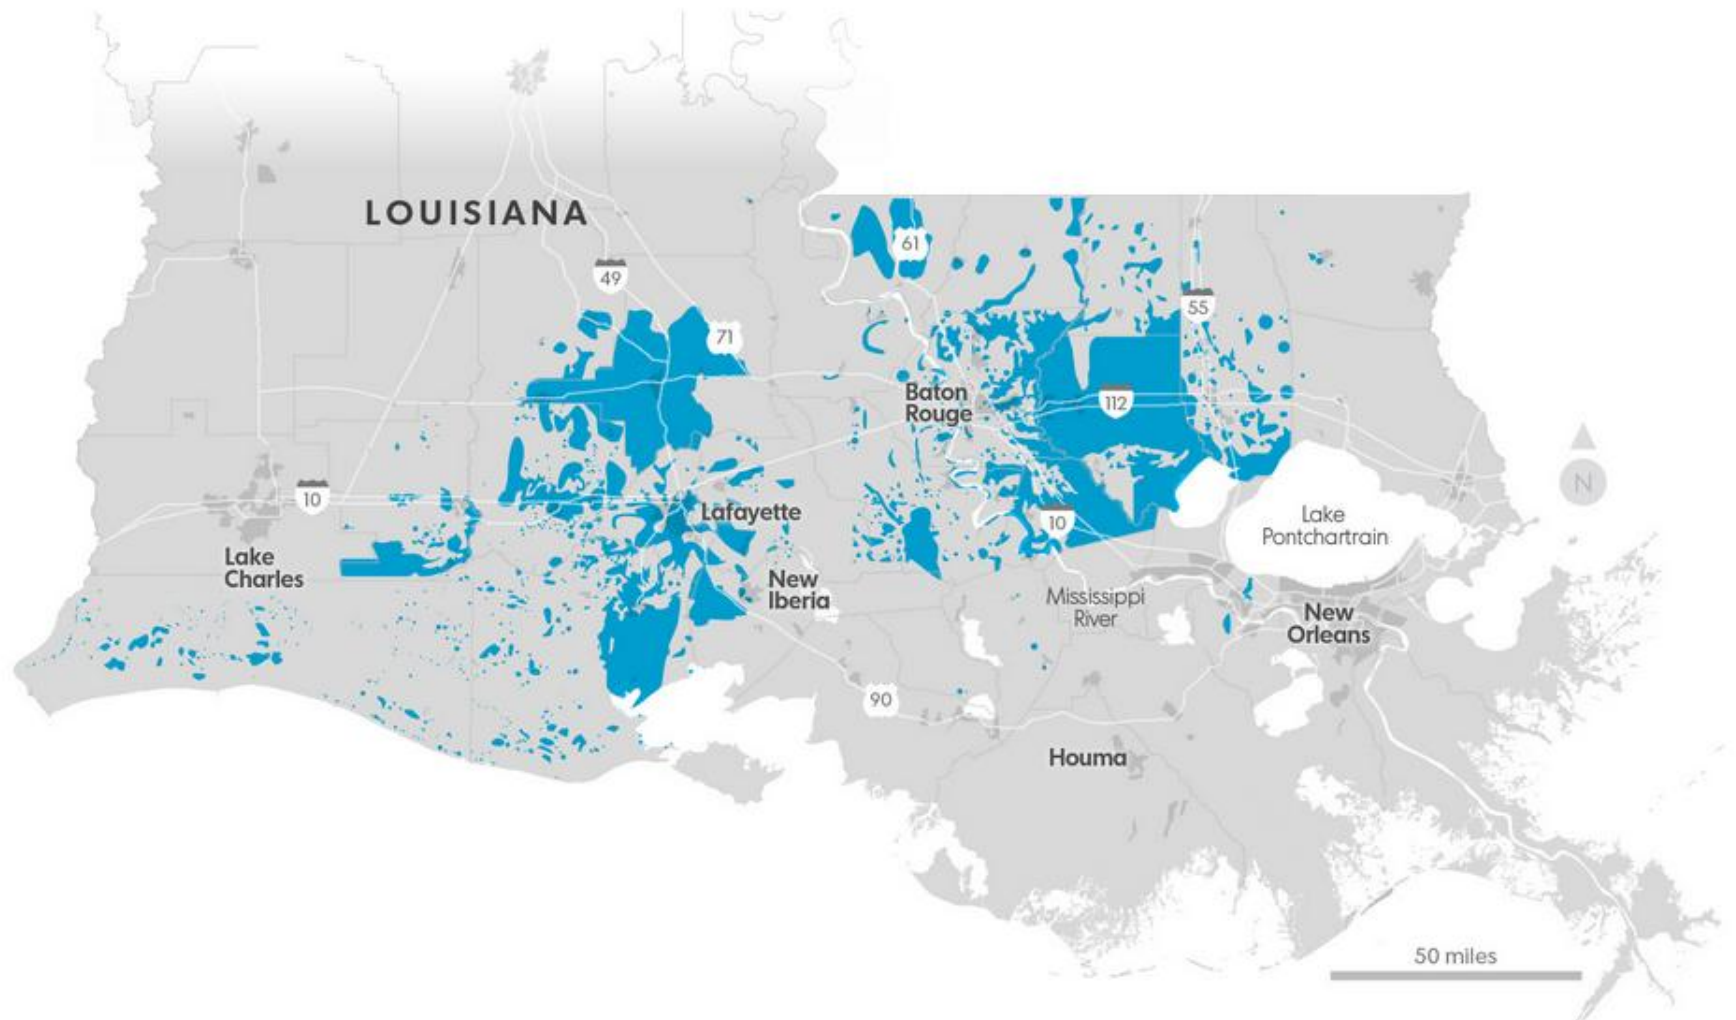 LOUISIANA
61
49
55
71
Baton
Rouge
112
10
Lafayette
10
Lake
Pontchartrain
N
Lake
Charles
New
Iberia
Mississippi
River
New
Orleans
90
Houma
50 miles